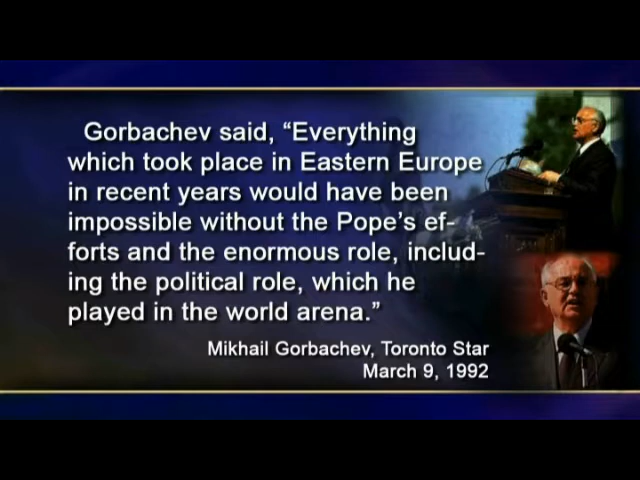 Gorbachev said, “Everything
which took place in Eastern Europe
in recent years would have been
impossible without the Pope’s ef-
forts and the enormous role, includ-
ing the political role, which he
played in the world arena.”
Mikhail Gorbachev, Toronto Star
March 9, 1992